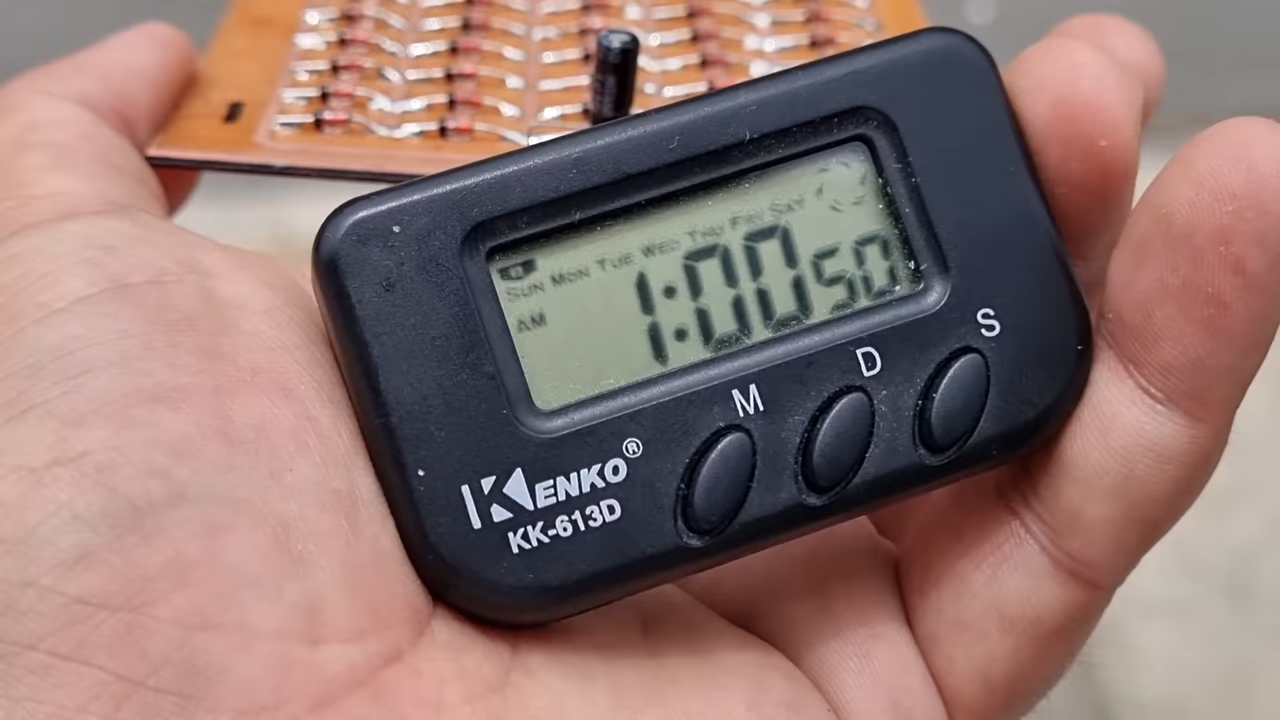 SUN MON TUE WED THU FRI SAT
AM 1:00 50
M D S
KENKO®
KK-613D